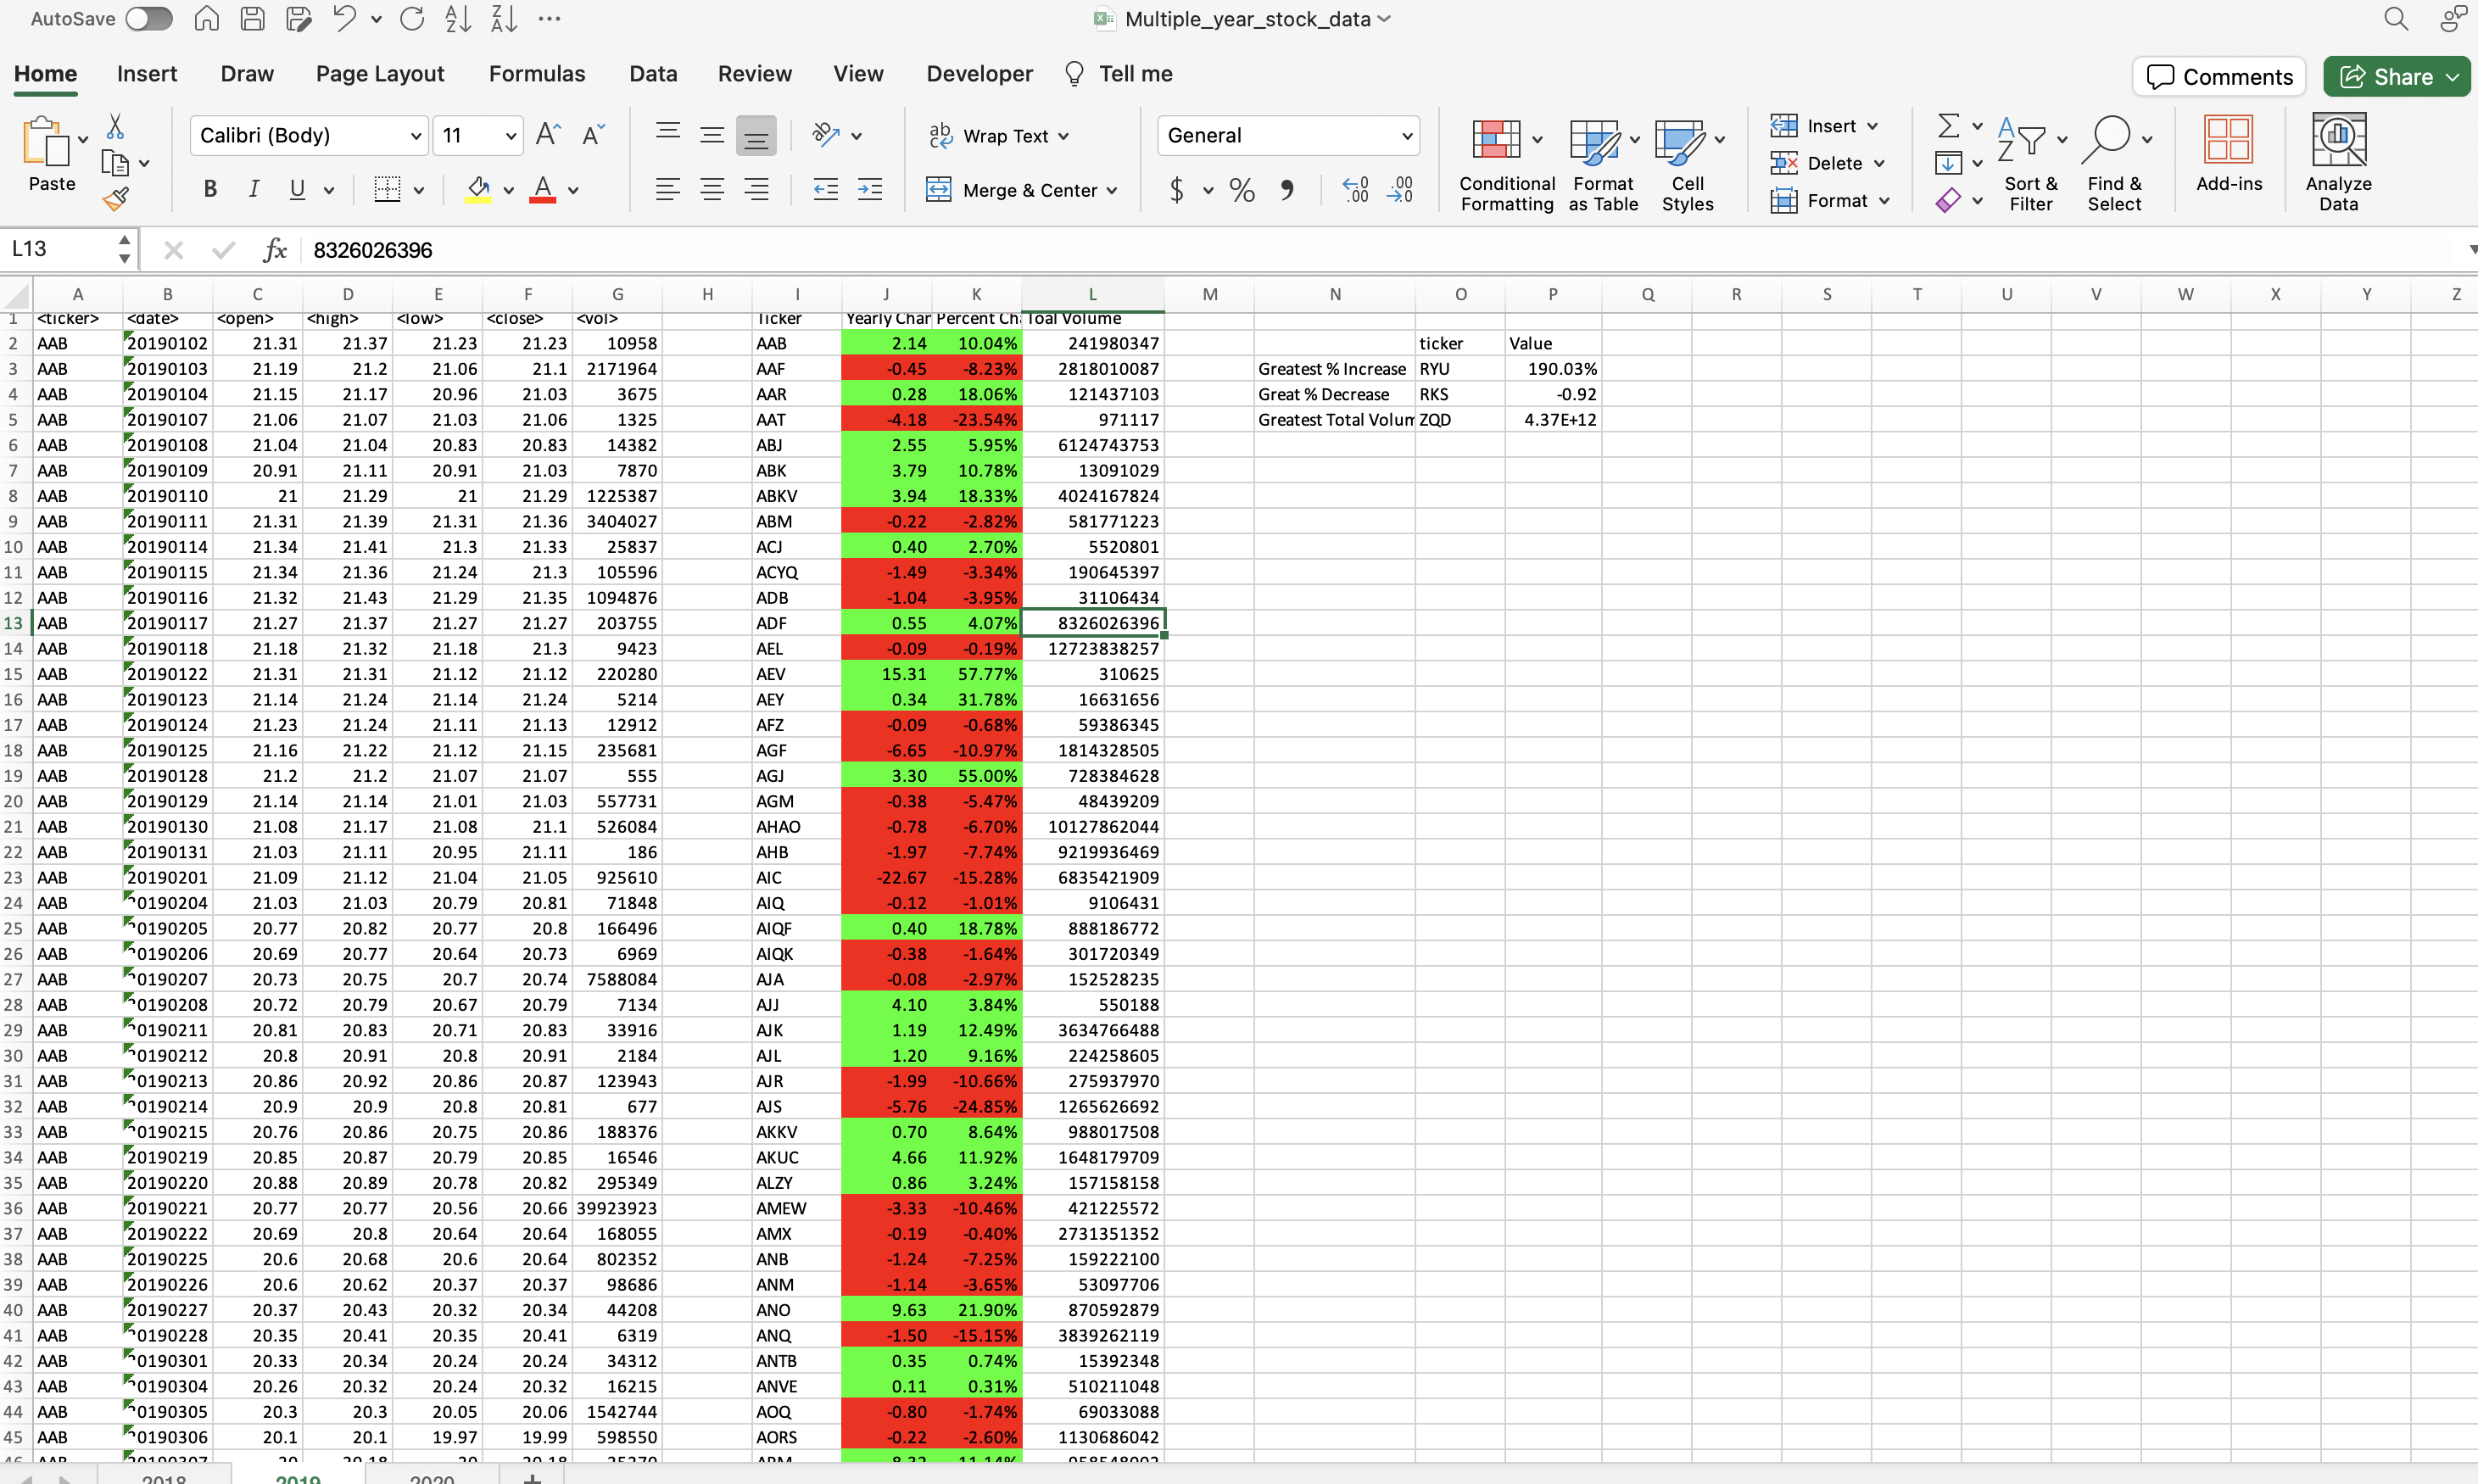 AutoSave Multiple_year_stock_data
Home Insert Draw Page Layout Formulas Data Review View Developer Tell me Comments Share
Paste Calibri (Body) 11 A^ A˅ Wrap Text General Conditional Formatting Format as Table Cell Styles Insert Sort & Filter Find & Select Add-ins Analyze Data
B I U A Merge & Center $ % Delete
Format
L13 fx 8326026396
A B C D E F G H I J K L M N O P Q R S T U V W X Y Z
1 <ticker> <date> <open> <high> <low> <close> <vol> Ticker Yearly Char Percent Ch Toal Volume
2 AAB 20190102 21.31 21.37 21.23 21.23 10958 AAB 2.14 10.04% 241980347 ticker Value
3 AAB 20190103 21.19 21.2 21.06 21.1 2171964 AAF -0.45 -8.23% 2818010087 Greatest % Increase RYU 190.03%
4 AAB 20190104 21.15 21.17 20.96 21.03 3675 AAR 0.28 18.06% 121437103 Great % Decrease RKS -0.92
5 AAB 20190107 21.06 21.07 21.03 21.06 1325 AAT -4.18 -23.54% 971117 Greatest Total Volum ZQD 4.37E+12
6 AAB 20190108 21.04 21.04 20.83 20.83 14382 ABJ 2.55 5.95% 6124743753
7 AAB 20190109 20.91 21.11 20.91 21.03 7870 ABK 3.79 10.78% 13091029
8 AAB 20190110 21 21.29 21 21.29 1225387 ABKV 3.94 18.33% 4024167824
9 AAB 20190111 21.31 21.39 21.31 21.36 3404027 ABM -0.22 -2.82% 581771223
10 AAB 20190114 21.34 21.41 21.3 21.33 25837 ACJ 0.40 2.70% 5520801
11 AAB 20190115 21.34 21.36 21.24 21.3 105596 ACYQ -1.49 -3.34% 190645397
12 AAB 20190116 21.32 21.43 21.29 21.35 1094876 ADB -1.04 -3.95% 31106434
13 AAB 20190117 21.27 21.37 21.27 21.27 203755 ADF 0.55 4.07% 8326026396
14 AAB 20190118 21.18 21.32 21.18 21.3 9423 AEL -0.09 -0.19% 12723838257
15 AAB 20190122 21.31 21.31 21.12 21.12 220280 AEV 15.31 57.77% 310625
16 AAB 20190123 21.14 21.24 21.14 21.24 5214 AEY 0.34 31.78% 16631656
17 AAB 20190124 21.23 21.24 21.11 21.13 12912 AFZ -0.09 -0.68% 59386345
18 AAB 20190125 21.16 21.22 21.12 21.15 235681 AGF -6.65 -10.97% 1814328505
19 AAB 20190128 21.2 21.2 21.07 21.07 555 AGJ 3.30 55.00% 728384628
20 AAB 20190129 21.14 21.14 21.01 21.03 557731 AGM -0.38 -5.47% 48439209
21 AAB 20190130 21.08 21.17 21.08 21.1 526084 AHAO -0.78 -6.70% 10127862044
22 AAB 20190131 21.03 21.11 20.95 21.11 186 AHB -1.97 -7.74% 9219936469
23 AAB 20190201 21.09 21.12 21.04 21.05 925610 AIC -22.67 -15.28% 6835421909
24 AAB 20190204 21.03 21.03 20.79 20.81 71848 AIQ -0.12 -1.01% 9106431
25 AAB 20190205 20.77 20.82 20.77 20.8 166496 AIQF 0.40 18.78% 888186772
26 AAB 20190206 20.69 20.77 20.64 20.73 6969 AIQK -0.38 -1.64% 301720349
27 AAB 20190207 20.73 20.75 20.7 20.74 7588084 AJA -0.08 -2.97% 152528235
28 AAB 20190208 20.72 20.79 20.67 20.79 7134 AJJ 4.10 3.84% 550188
29 AAB 20190211 20.81 20.83 20.71 20.83 33916 AJK 1.19 12.49% 3634766488
30 AAB 20190212 20.8 20.91 20.8 20.91 2184 AJL 1.20 9.16% 224258605
31 AAB 20190213 20.86 20.92 20.86 20.87 123943 AJR -1.99 -10.66% 275937970
32 AAB 20190214 20.9 20.9 20.8 20.81 677 AJS -5.76 -24.85% 1265626692
33 AAB 20190215 20.76 20.86 20.75 20.86 188376 AKKV 0.70 8.64% 988017508
34 AAB 20190219 20.85 20.87 20.79 20.85 16546 AKUC 4.66 11.92% 1648179709
35 AAB 20190220 20.88 20.89 20.78 20.82 295349 ALZY 0.86 3.24% 157158158
36 AAB 20190221 20.77 20.77 20.56 20.66 39923923 AMEW -3.33 -10.46% 421225572
37 AAB 20190222 20.69 20.8 20.64 20.64 168055 AMX -0.19 -0.40% 2731351352
38 AAB 20190225 20.6 20.68 20.6 20.64 802352 ANB -1.24 -7.25% 159222100
39 AAB 20190226 20.6 20.62 20.37 20.37 98686 ANM -1.14 -3.65% 53097706
40 AAB 20190227 20.37 20.43 20.32 20.34 44208 ANO 9.63 21.90% 870592879
41 AAB 20190228 20.35 20.41 20.35 20.41 6319 ANQ -1.50 -15.15% 3839262119
42 AAB 20190301 20.33 20.34 20.24 20.24 34312 ANTB 0.35 0.74% 15392348
43 AAB 20190304 20.26 20.32 20.24 20.32 16215 ANVE 0.11 0.31% 510211048
44 AAB 20190305 20.3 20.3 20.05 20.06 1542744 AOQ -0.80 -1.74% 69033088
45 AAB 20190306 20.1 20.1 19.97 19.99 598550 AORS -0.22 -2.60% 1130686042
2018 2019 2020